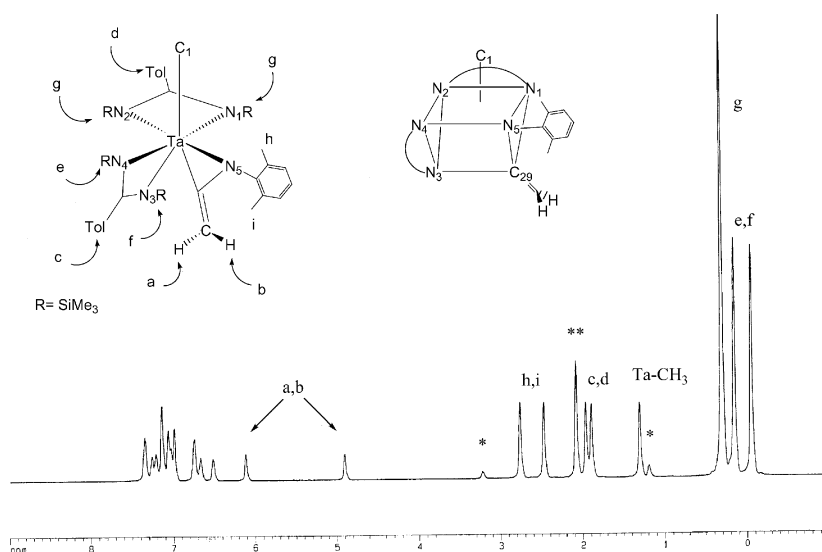 d
C1
g
Tol
g
RN2
N1R
Ta
h
RN4
N5
e
N3R
i
Tol
f
C
H
H
c
a
b
R= SiMe3
C1
N2
N1
N4
N5
N3
C29
H
H
g
e,f
**
h,i
c,d
Ta-CH3
a,b
*
*
ppm
8
7
6
5
4
3
2
1
0